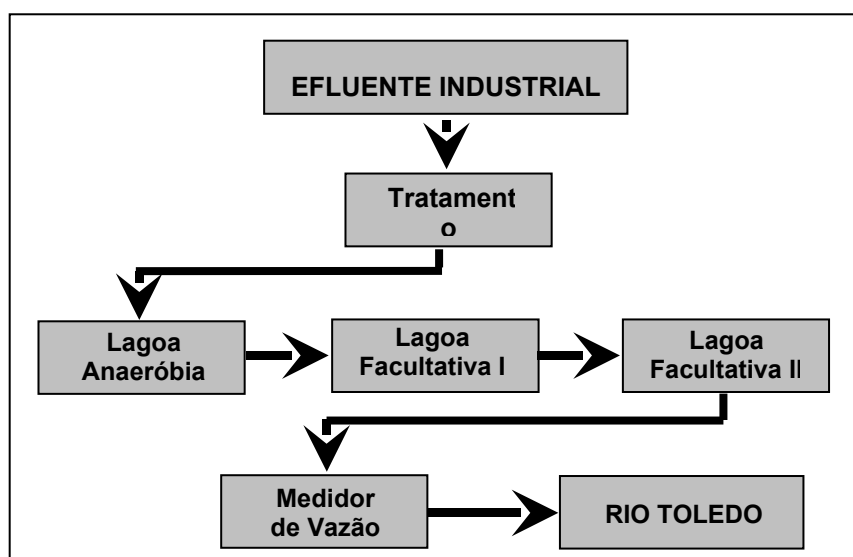 EFLUENTE INDUSTRIAL
Tratament
o
Lagoa
Anaeróbia
Lagoa
Facultativa I
Lagoa
Facultativa II
Medidor
de Vazão
RIO TOLEDO